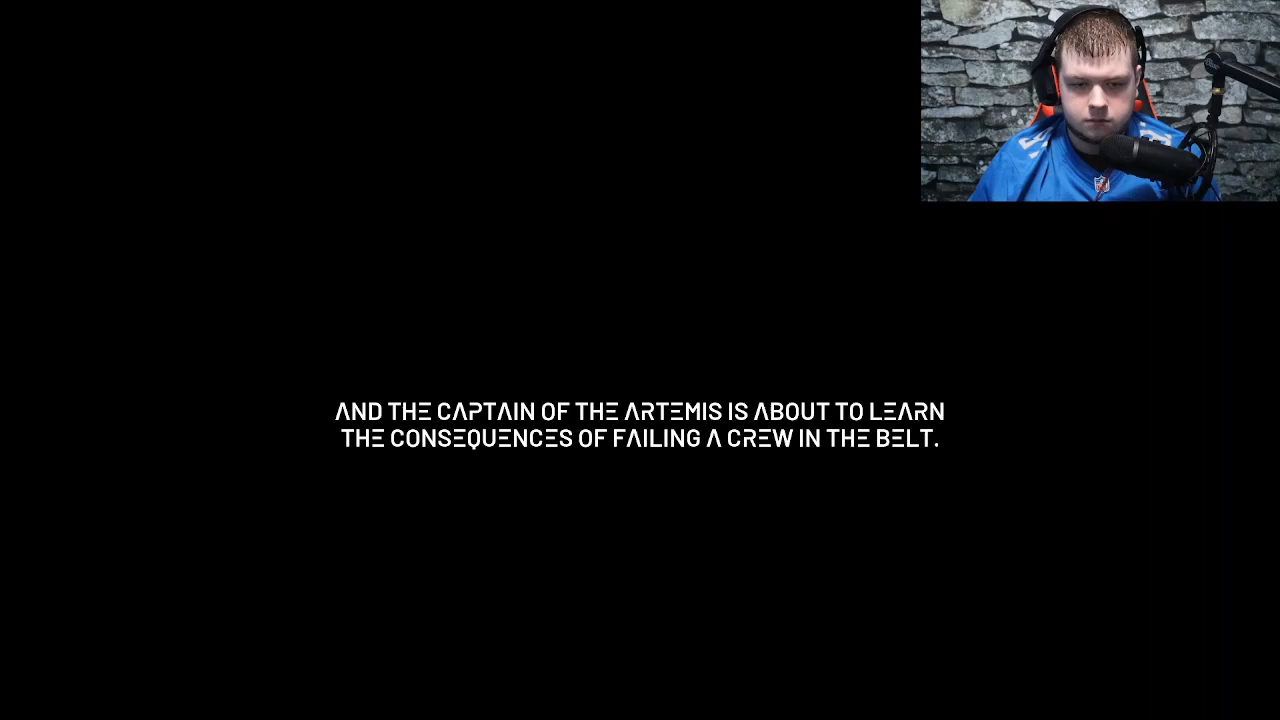 AND THE CAPTAIN OF THE ARTEMIS IS ABOUT TO LEARN
THE CONSEQUENCES OF FAILING A CREW IN THE BELT.